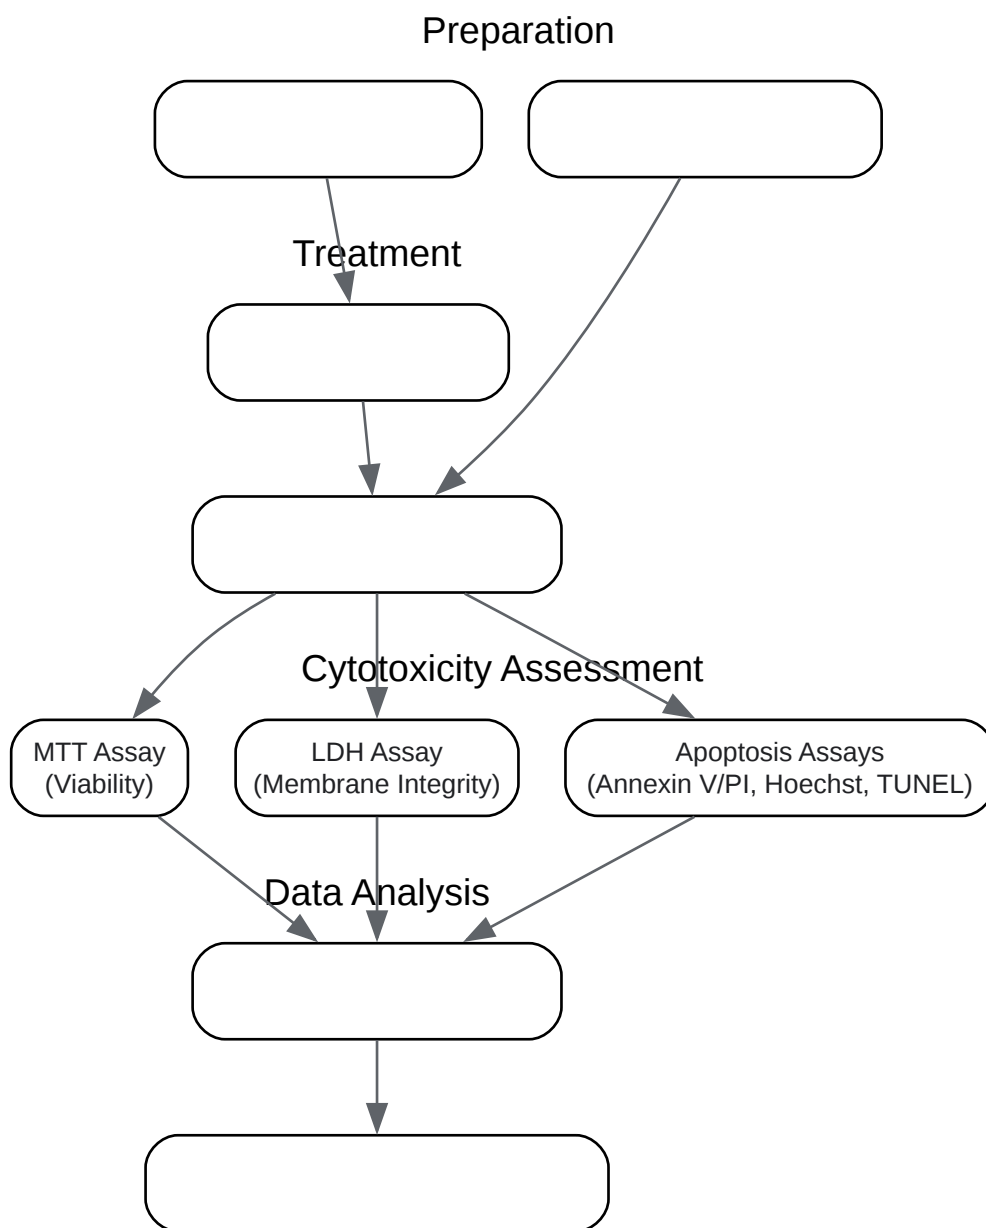 Preparation
Treatment
Cytotoxicity Assessment
MTT Assay
(Viability)
LDH Assay
(Membrane Integrity)
Apoptosis Assays
(Annexin V/PI, Hoechst, TUNEL)
Data Analysis